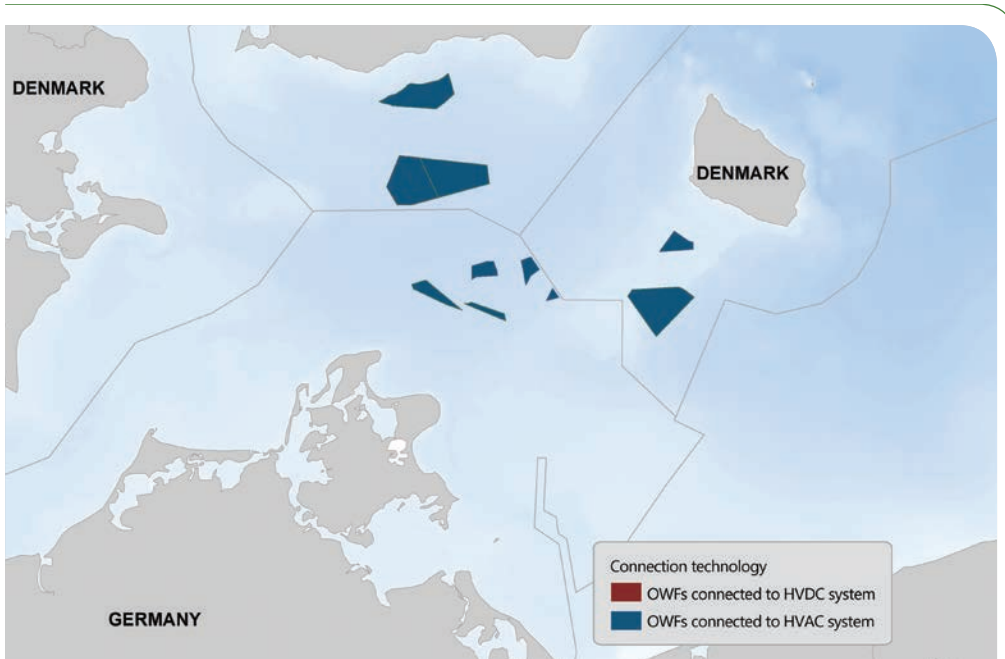 DENMARK
DENMARK
GERMANY
Connection technology
OWFs connected to HVDC system
OWFs connected to HVAC system